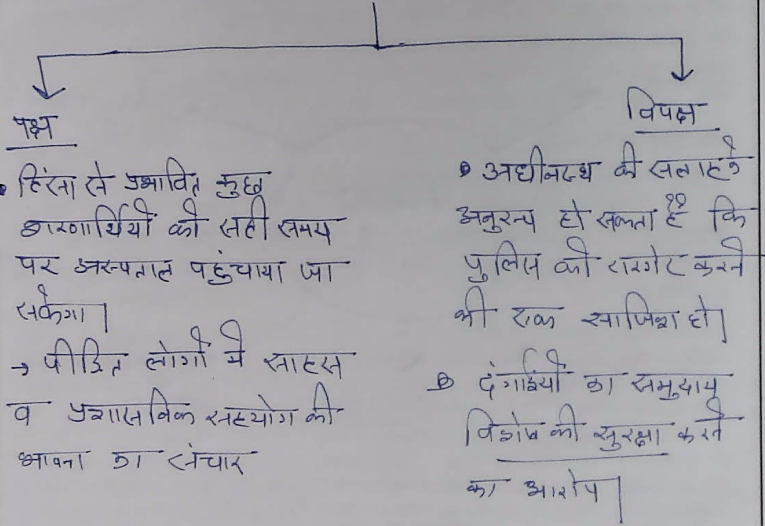 पक्ष
• हिंसा से प्रभावित कुछ
शरणार्थियों को सही समय
पर अस्पताल पहुंचाया जा
सकेगा|
→ पीडित लोगों में साहस
व प्रशासनिक सहयोग की
भावना का संचार
विपक्ष
• अधीनस्थ की सलाह के
अनुरूप हो सकता है कि
पुलिस को टारगेट करने
की एक साजिश हो|
• दंगाईयों का समुदाय
विशेष की सुरक्षा करने
का आरोप|